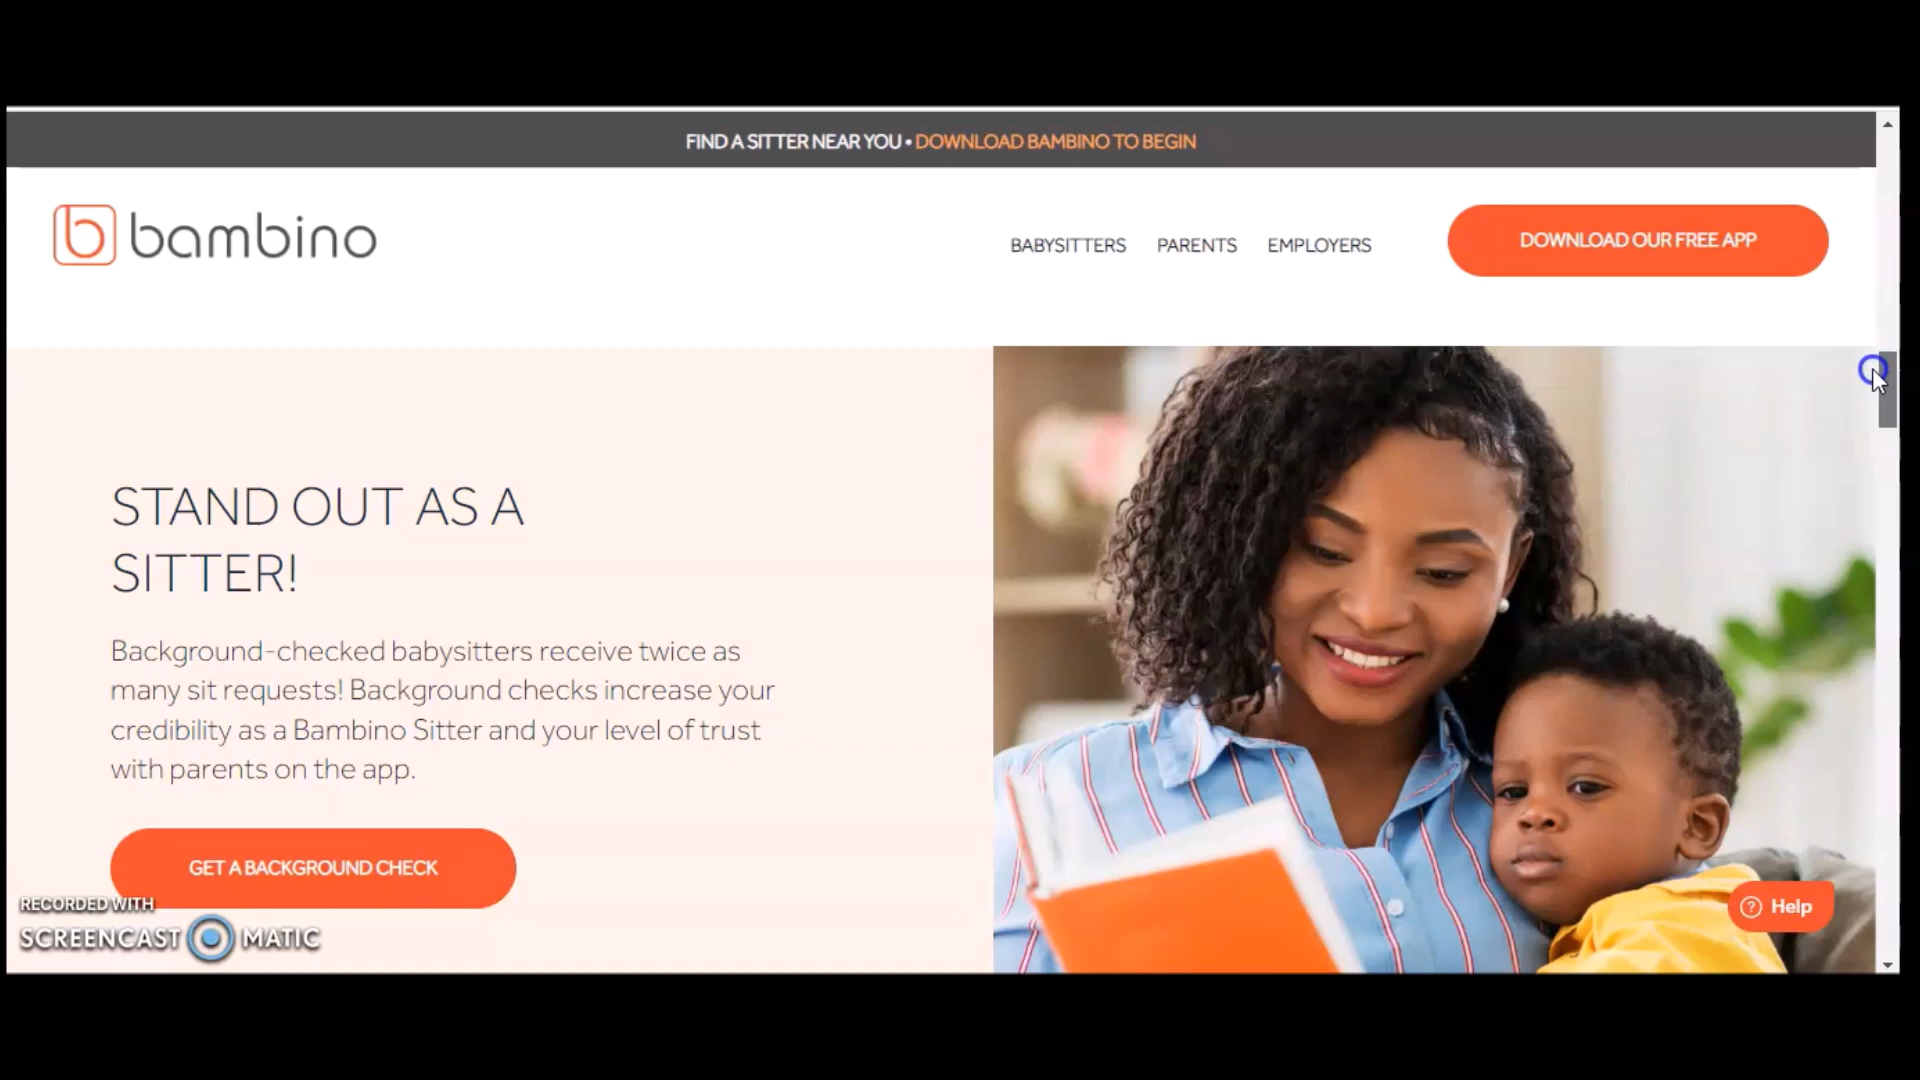 FIND A SITTER NEAR YOU • DOWNLOAD BAMBINO TO BEGIN
b bambino
BABYSITTERS PARENTS EMPLOYERS
DOWNLOAD OUR FREE APP
STAND OUT AS A
SITTER!
Background-checked babysitters receive twice as
many sit requests! Background checks increase your
credibility as a Bambino Sitter and your level of trust
with parents on the app.
GET A BACKGROUND CHECK
RECORDED WITH
SCREENCAST MATIC
? Help